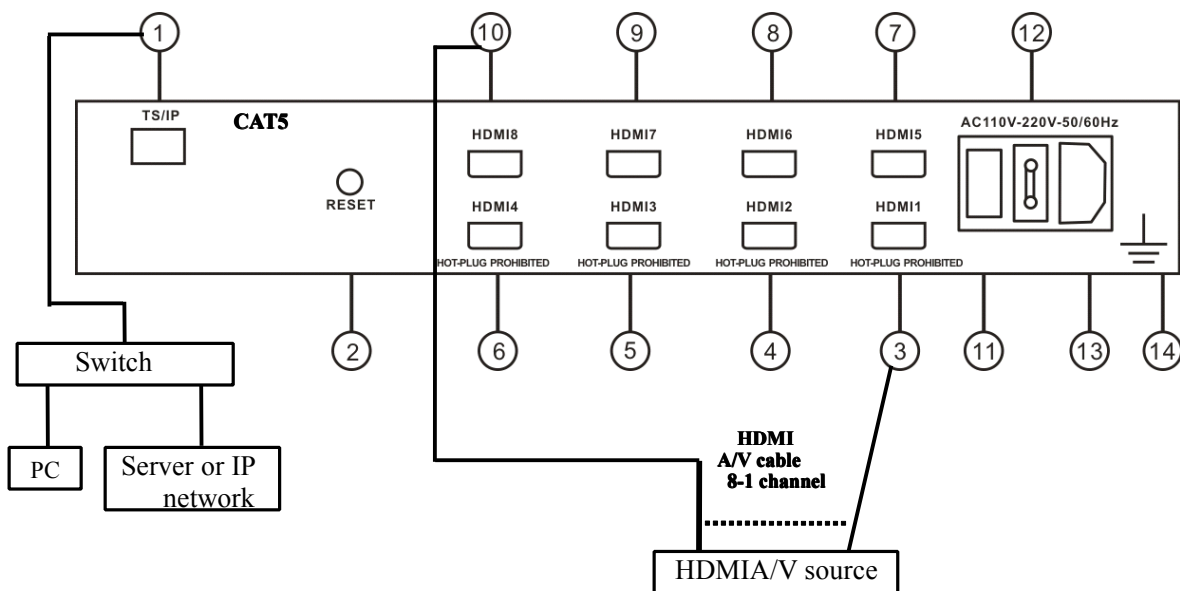 1
10
9
8
7
12
TS/IP
CAT5
HDMI8
HDMI7
HDMI6
HDMI5
AC110V-220V-50/60Hz
RESET
HDMI4
HDMI3
HDMI2
HDMI1
HOT-PLUG PROHIBITED
HOT-PLUG PROHIBITED
HOT-PLUG PROHIBITED
HOT-PLUG PROHIBITED
2
6
5
4
3
11
13
14
Switch
PC
Server or IP
network
HDMI
A/V cable
8-1 channel
HDMIA/V source